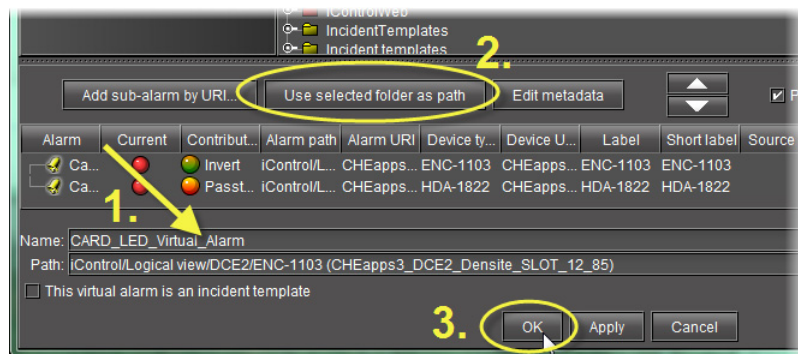 iControlWeb
IncidentTemplates
Incident templates
2.
Add sub-alarm by URI... Use selected folder as path Edit metadata P
Alarm Current Contribut... Alarm path Alarm URI Device ty... Device U... Label Short label Source
Ca... Invert iControl/L... CHEapps... ENC-1103 CHEapps... ENC-1103 ENC-1103
Ca... Passt... iControl/L... CHEapps... HDA-1822 CHEapps... HDA-1822 HDA-1822
1.
Name: CARD_LED_Virtual_Alarm
Path: iControl/Logical view/DCE2/ENC-1103 (CHEapps3_DCE2_Densite_SLOT_12_85)
This virtual alarm is an incident template
3. OK Apply Cancel